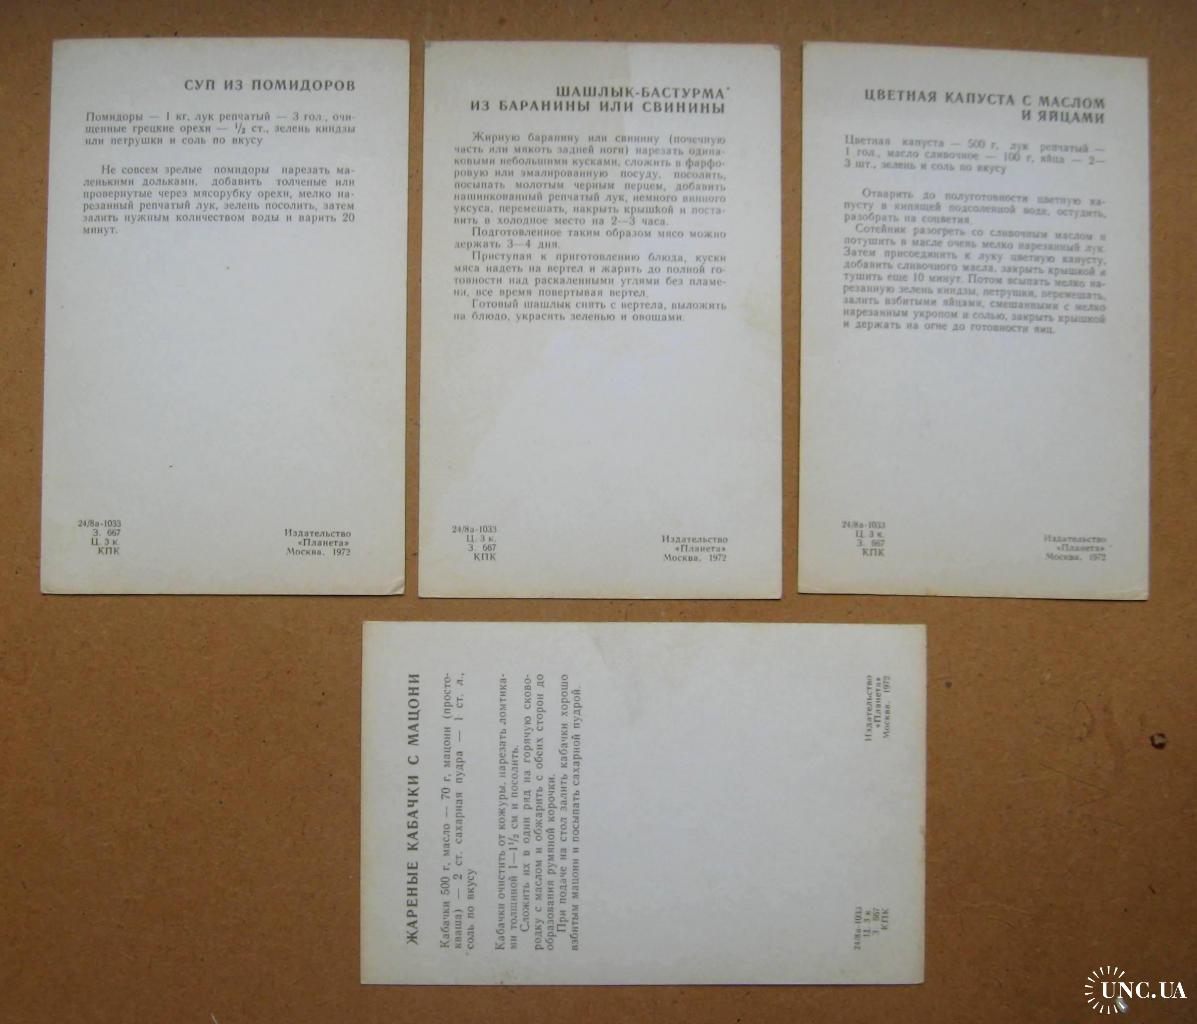 СУП ИЗ ПОМИДОРОВ
Помидоры — 1 кг, лук репчатый — 3 гол., очи-
щенные грецкие орехи — 1/2 ст., зелень киндзы
или петрушки и соль по вкусу
Не совсем зрелые помидоры нарезать ма-
ленькими дольками, добавить толченые или
провернутые через мясорубку орехи, мелко на-
резанный репчатый лук, зелень посолить, затем
залить нужным количеством воды и варить 20
минут.
24/8а-1033
З. 667
Ц. 3 к.
КПК
Издательство
«Планета»
Москва, 1972
ШАШЛЫК-БАСТУРМА
ИЗ БАРАНИНЫ ИЛИ СВИНИНЫ
Жирную баранину или свинину (почечную
часть или мякоть задней ноги) нарезать одина-
ковыми небольшими кусками, сложить в фарфо-
ровую или эмалированную посуду, посолить,
посыпать молотым черным перцем, добавить
нашинкованный репчатый лук, немного винного
уксуса, перемешать, накрыть крышкой и поста-
вить в холодное место на 2—3 часа.
Подготовленное таким образом мясо можно
держать 3—4 дня.
Приступая к приготовлению блюда, куски
мяса надеть на вертел и жарить до полной го-
товности над раскаленными углями без пламе-
ни, все время повертывая вертел.
Готовый шашлык снять с вертела, выложить
на блюдо, украсить зеленью и овощами.
24/8а-1033
Ц. 3 к.
З. 667
КПК
Издательство
«Планета»
Москва, 1972
ЦВЕТНАЯ КАПУСТА С МАСЛОМ
И ЯЙЦАМИ
Цветная капуста — 500 г, лук репчатый —
1 гол., масло сливочное — 100 г, яйца — 2—
3 шт., зелень и соль по вкусу
Отварить до полуготовности цветную ка-
пусту в кипящей подсоленной воде, остудить,
разобрать на соцветия.
Сотейник разогреть со сливочным маслом и
потушить в масле очень мелко нарезанный лук.
Затем присоединить к луку цветную капусту,
добавить сливочного масла, закрыть крышкой и
тушить еще 10 минут. Потом всыпать мелко на-
резанную зелень киндзы, петрушки, перемешать,
залить взбитыми яйцами, смешанными с мелко
нарезанным укропом и солью, закрыть крышкой
и держать на огне до готовности яиц.
24/8а-1033
Ц. 3 к.
З. 667
КПК
Издательство
«Планета»
Москва, 1972
ЖАРЕНЫЕ КАБАЧКИ С МАЦОНИ
Кабачки 500 г, масло — 70 г, мацони (просто-
кваша) — 2 ст. сахарная пудра — 1 ст. л.,
соль по вкусу
Кабачки очистить от кожуры, нарезать ломтика-
ми толщиной 1—1 1/2 см и посолить.
Сложить их в один ряд на горячую сково-
родку с маслом и обжарить с обеих сторон до
образования румяной корочки.
При подаче на стол залить кабачки хорошо
взбитым мацони и посыпать сахарной пудрой.
24/8а-1033
Ц. 3 к.
З. 667
КПК
Издательство
«Планета»
Москва, 1972
UNC.UA